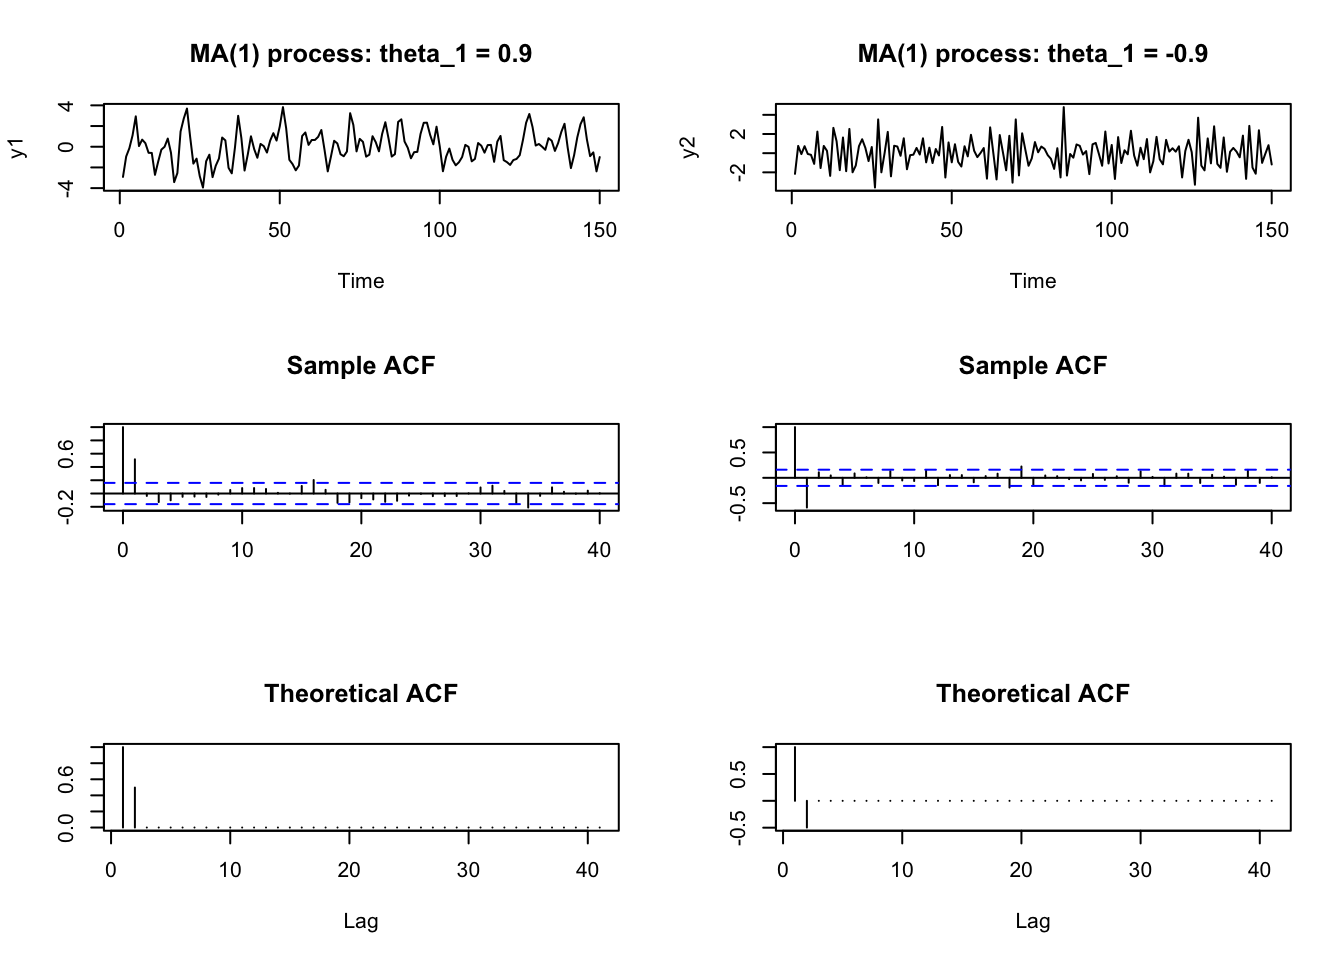 MA(1) process: theta_1 = 0.9
y1
4
0
-4
0 50 100 150
Time
MA(1) process: theta_1 = -0.9
y2
2
-2
0 50 100 150
Time
Sample ACF
0.6
-0.2
0 10 20 30 40
Sample ACF
0.5
-0.5
0 10 20 30 40
Theoretical ACF
0.6
0.0
0 10 20 30 40
Lag
Theoretical ACF
0.5
-0.5
0 10 20 30 40
Lag